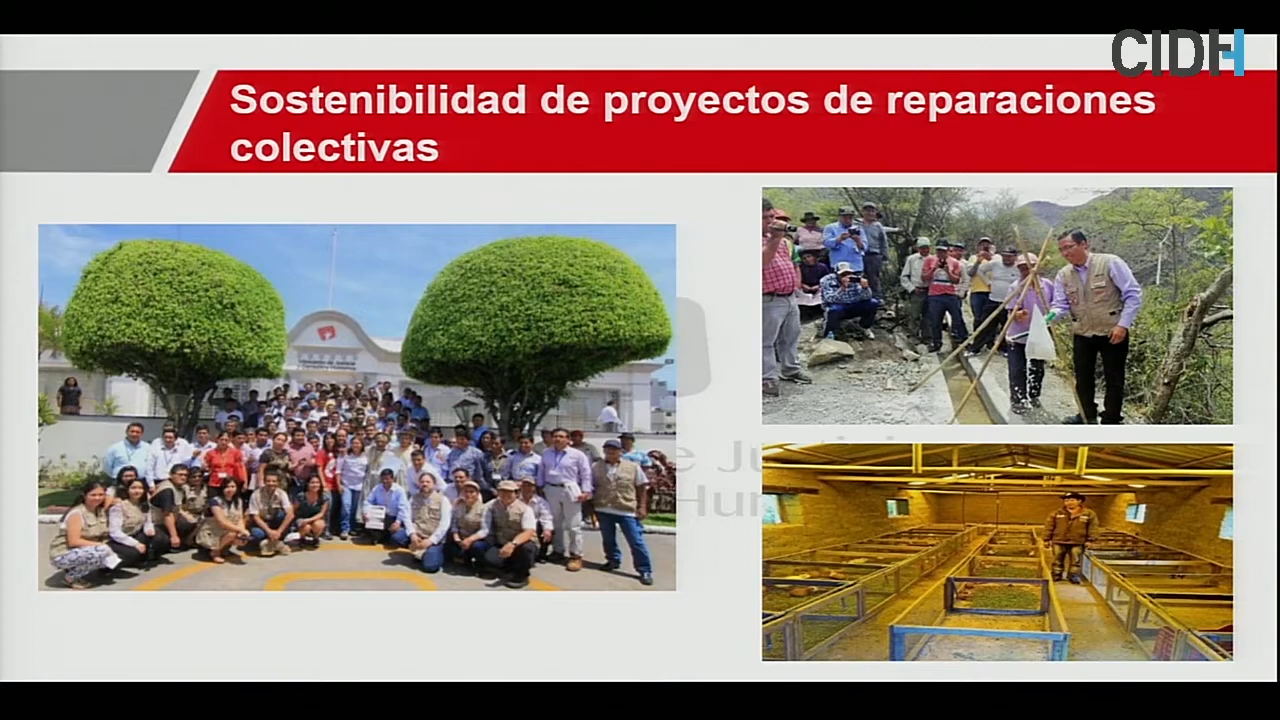 CIDH
Sostenibilidad de proyectos de reparaciones
colectivas